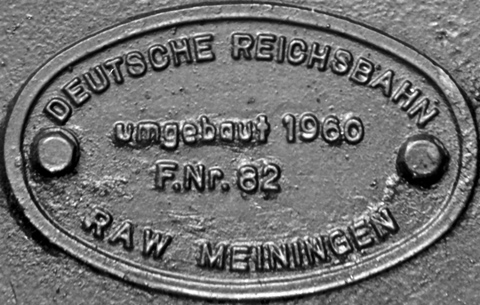 DEUTSCHE REICHSBAHN
umgebaut 1960
F.Nr. 82
RAW MEININGEN